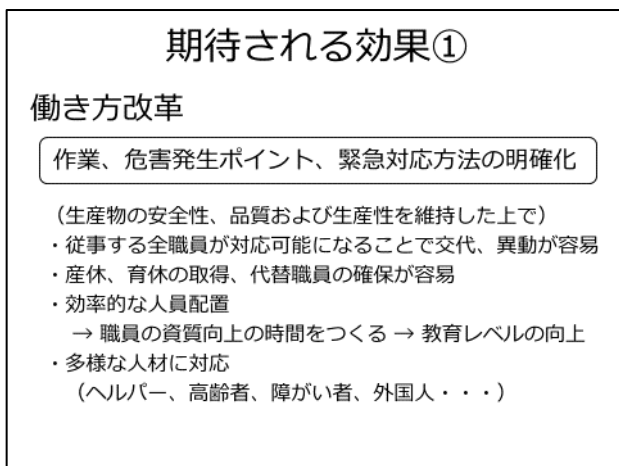 期待される効果①
働き方改革
作業、危害発生ポイント、緊急対応方法の明確化
（生産物の安全性、品質および生産性を維持した上で）
・従事する全職員が対応可能になることで交代、異動が容易
・産休、育休の取得、代替職員の確保が容易
・効率的な人員配置
→ 職員の資質向上の時間をつくる → 教育レベルの向上
・多様な人材に対応
（ヘルパー、高齢者、障がい者、外国人・・・）